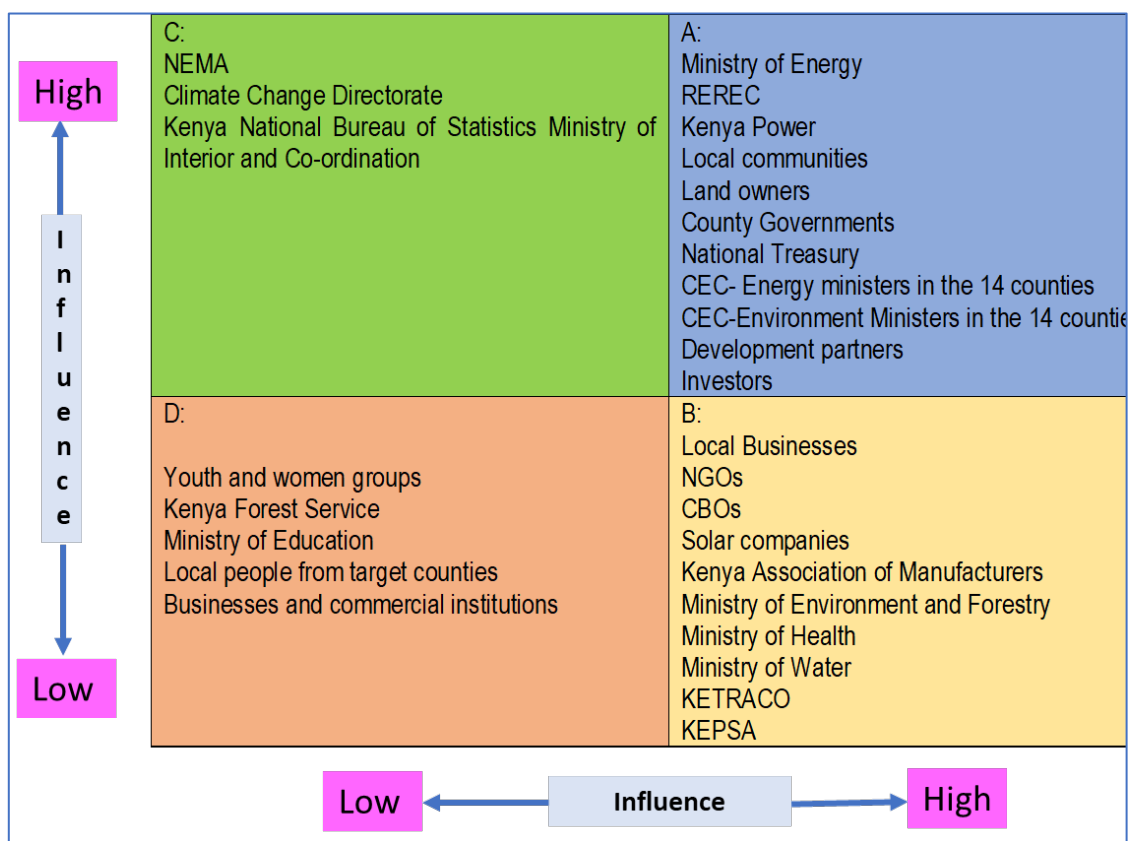 High
Influence
Low
C:
NEMA
Climate Change Directorate
Kenya National Bureau of Statistics Ministry of
Interior and Co-ordination
A:
Ministry of Energy
REREC
Kenya Power
Local communities
Land owners
County Governments
National Treasury
CEC- Energy ministers in the 14 counties
CEC-Environment Ministers in the 14 countie
Development partners
Investors
D:
Youth and women groups
Kenya Forest Service
Ministry of Education
Local people from target counties
Businesses and commercial institutions
B:
Local Businesses
NGOs
CBOs
Solar companies
Kenya Association of Manufacturers
Ministry of Environment and Forestry
Ministry of Health
Ministry of Water
KETRACO
KEPSA
Low
Influence
High